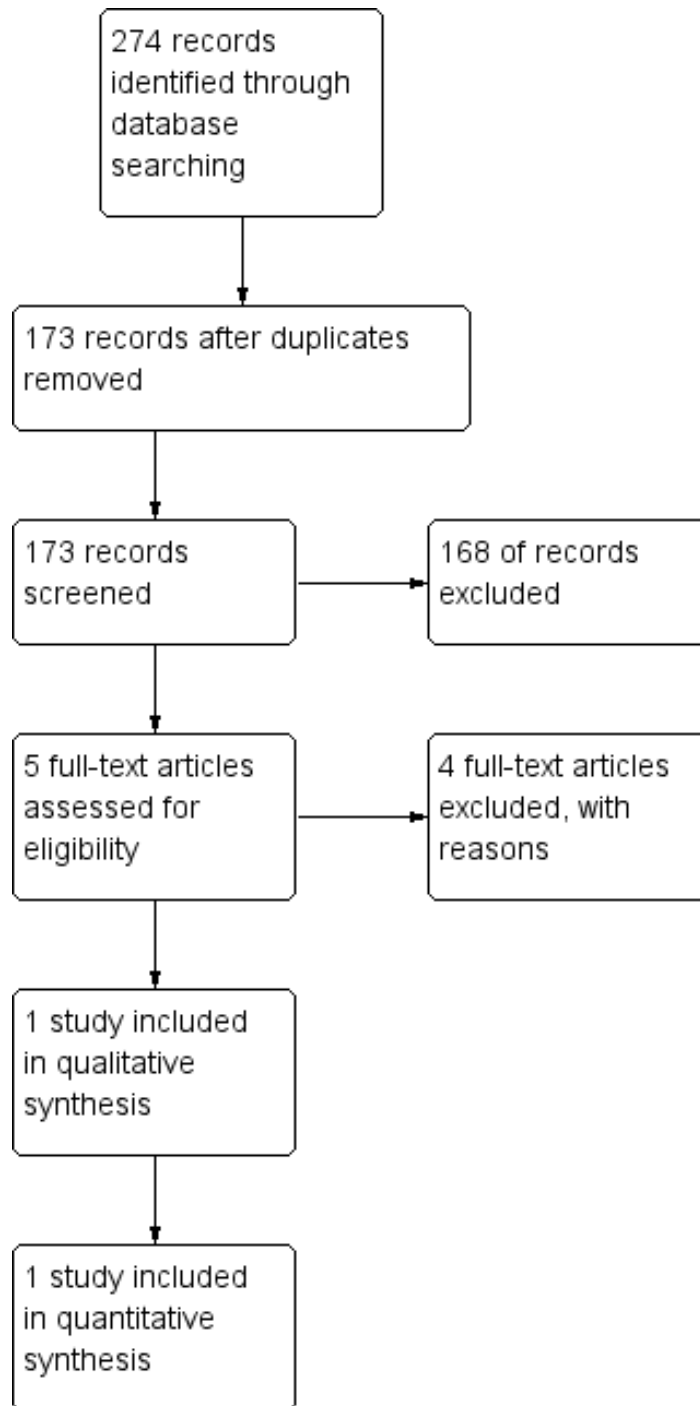 274 records
identified through
database
searching
173 records after duplicates
removed
173 records
screened
168 of records
excluded
5 full-text articles
assessed for
eligibility
4 full-text articles
excluded, with
reasons
1 study included
in qualitative
synthesis
1 study included
in quantitative
synthesis